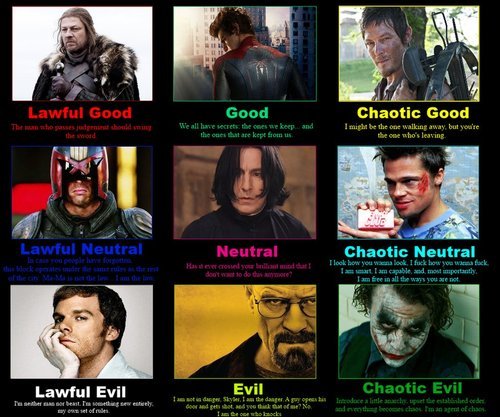 Lawful Good
The man who passes judgement should swing
the sword.
Good
We all have secrets: the ones we keep... and
the ones that are kept from us.
Chaotic Good
I might be the one walking away, but you're
the one who's leaving.
Lawful Neutral
In case you people have forgotten,
this block operates under the same rules as the rest
of the city. Ma-Ma is not the law... I am the law.
Neutral
Has it ever crossed your brilliant mind that I
don't want to do this anymore?
Chaotic Neutral
I look how you wanna look, I fuck how you wanna fuck,
I am smart, I am capable, and, most importantly,
I am free in all the ways you are not.
Lawful Evil
I'm neither man nor beast. I'm something new entirely,
my own set of rules.
Evil
I am not in danger, Skyler, I am the danger. A guy opens his
door and gets shot, and you think that of me? No.
I am the one who knocks
Chaotic Evil
Introduce a little anarchy, upset the established order,
and everything becomes chaos. I'm an agent of chaos.